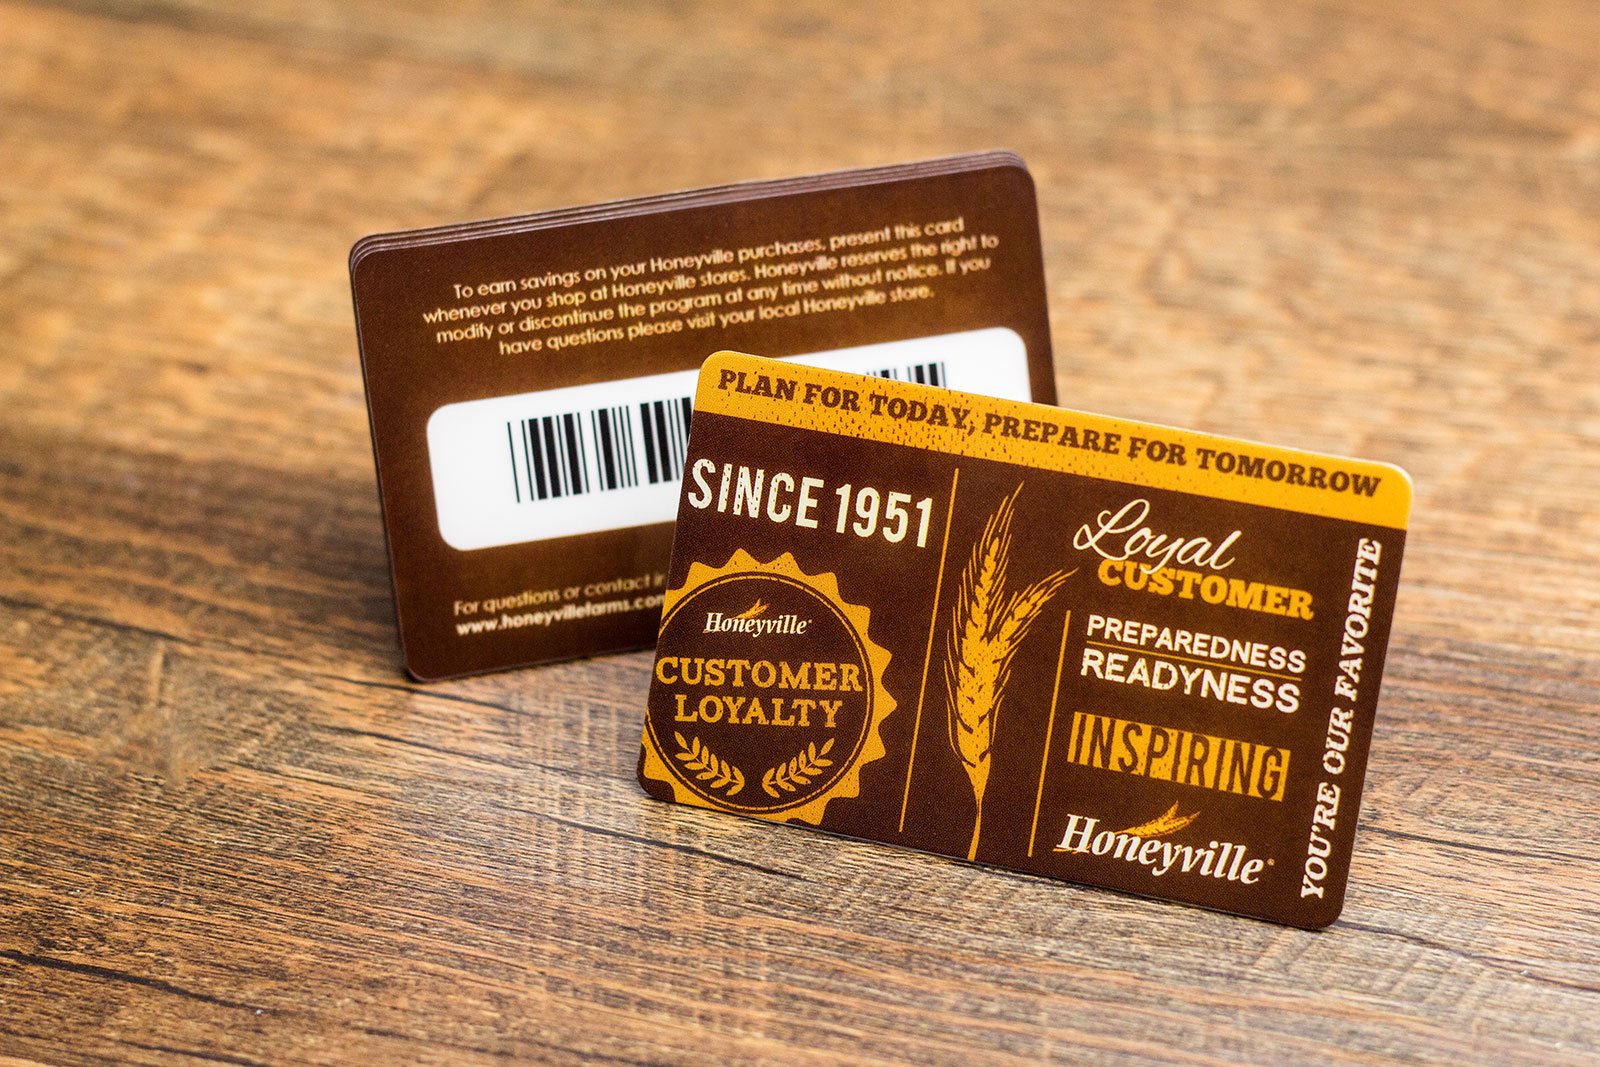 To earn savings on your Honeyville purchases, present this card
whenever you shop at Honeyville stores. Honeyville reserves the right to
modify or discontinue the program at any time without notice. If you
have questions please visit your local Honeyville store.
For questions or contact
www.honeyvillefarms.com
PLAN FOR TODAY, PREPARE FOR TOMORROW
SINCE 1951
Honeyville
CUSTOMER
LOYALTY
Loyal
CUSTOMER
PREPAREDNESS
READYNESS
INSPIRING
Honeyville
YOU'RE OUR FAVORITE